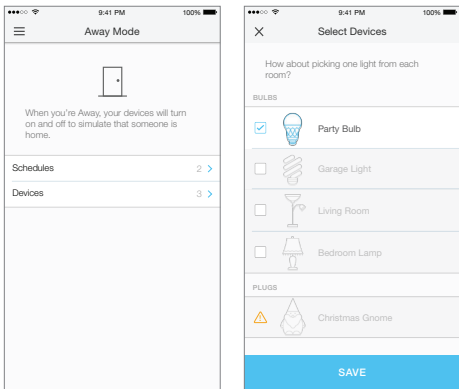 9:41 PM
100%
Away Mode
When you're Away, your devices will turn
on and off to simulate that someone is
home.
Schedules 2
Devices 3
9:41 PM
100%
Select Devices
How about picking one light from each
room?
BULBS
Party Bulb
Garage Light
Living Room
Bedroom Lamp
PLUGS
Christmas Gnome
SAVE